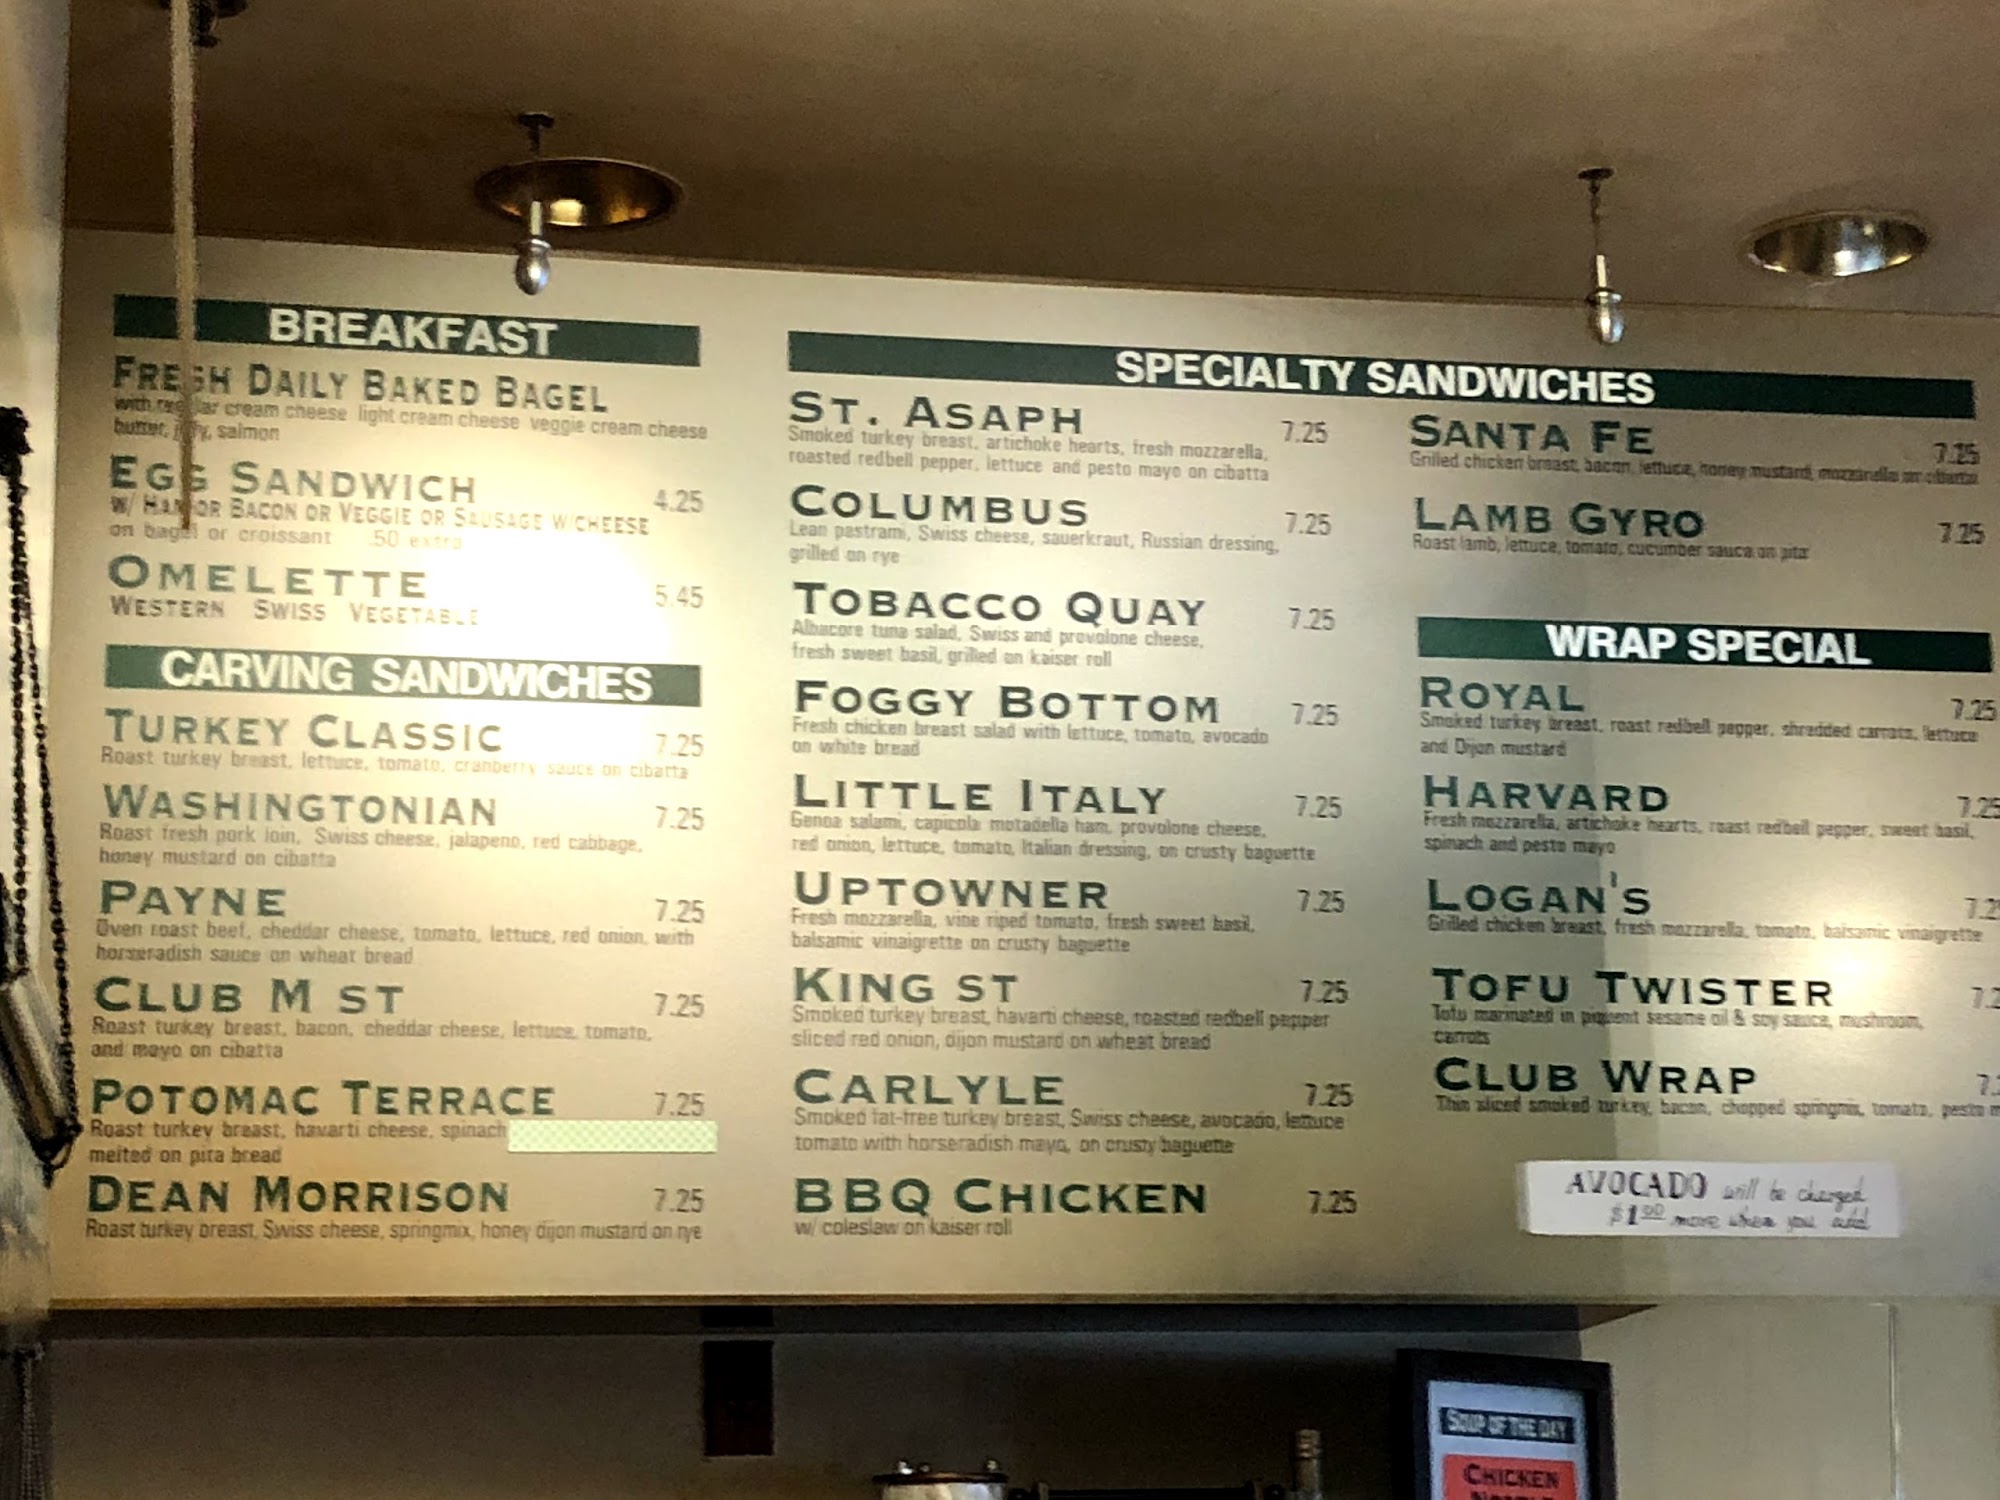 BREAKFAST
FRESH DAILY BAKED BAGEL
with regular cream cheese light cream cheese veggie cream cheese
butter, jelly, salmon
EGG SANDWICH 4.25
W/ HAM OR BACON OR VEGGIE OR SAUSAGE W/CHEESE
on bagel or croissant .50 extra
OMELETTE 5.45
WESTERN SWISS VEGETABLE
CARVING SANDWICHES
TURKEY CLASSIC 7.25
Roast turkey breast, lettuce, tomato, cranberry sauce on cibatta
WASHINGTONIAN 7.25
Roast fresh pork loin, Swiss cheese, jalapeno, red cabbage,
honey mustard on cibatta
PAYNE 7.25
Oven roast beef, cheddar cheese, tomato, lettuce, red onion, with
horseradish sauce on wheat bread
CLUB M ST 7.25
Roast turkey breast, bacon, cheddar cheese, lettuce, tomato,
and mayo on cibatta
POTOMAC TERRACE 7.25
Roast turkey breast, havarti cheese, spinach
melted on pita bread
DEAN MORRISON 7.25
Roast turkey breast, Swiss cheese, springmix, honey dijon mustard on rye
SPECIALTY SANDWICHES
ST. ASAPH 7.25
Smoked turkey breast, artichoke hearts, fresh mozzarella,
roasted redbell pepper, lettuce and pesto mayo on cibatta
COLUMBUS 7.25
Lean pastrami, Swiss cheese, sauerkraut, Russian dressing,
grilled on rye
TOBACCO QUAY 7.25
Albacore tuna salad, Swiss and provolone cheese,
fresh sweet basil, grilled on kaiser roll
FOGGY BOTTOM 7.25
Fresh chicken breast salad with lettuce, tomato, avocado
on white bread
LITTLE ITALY 7.25
Genoa salami, capicola motadella ham, provolone cheese,
red onion, lettuce, tomato, Italian dressing, on crusty baguette
UPTOWNER 7.25
Fresh mozzarella, vine riped tomato, fresh sweet basil,
balsamic vinaigrette on crusty baguette
KING ST 7.25
Smoked turkey breast, havarti cheese, roasted redbell pepper
sliced red onion, dijon mustard on wheat bread
CARLYLE 7.25
Smoked fat-free turkey breast, Swiss cheese, avocado, lettuce
tomato with horseradish mayo, on crusty baguette
BBQ CHICKEN 7.25
w/ coleslaw on kaiser roll
SANTA FE 7.25
Grilled chicken breast, bacon, lettuce, honey mustard, mozzarella on cibatta
LAMB GYRO 7.25
Roast lamb, lettuce, tomato, cucumber sauce on pita
WRAP SPECIAL
ROYAL 7.25
Smoked turkey breast, roast redbell pepper, shredded carrots, lettuce
and Dijon mustard
HARVARD 7.25
Fresh mozzarella, artichoke hearts, roast redbell pepper, sweet basil,
spinach and pesto mayo
LOGAN'S 7.2
Grilled chicken breast, fresh mozzarella, tomato, balsamic vinaigrette
TOFU TWISTER 7.2
Tofu marinated in piquent sesame oil & soy sauce, mushroom,
carrots
CLUB WRAP 7.
Thin sliced smoked turkey, bacon, chopped springmix, tomato, pesto m
AVOCADO will be charged
$1.00 more when you add
SOUP OF THE DAY
CHICKEN
NOODLE